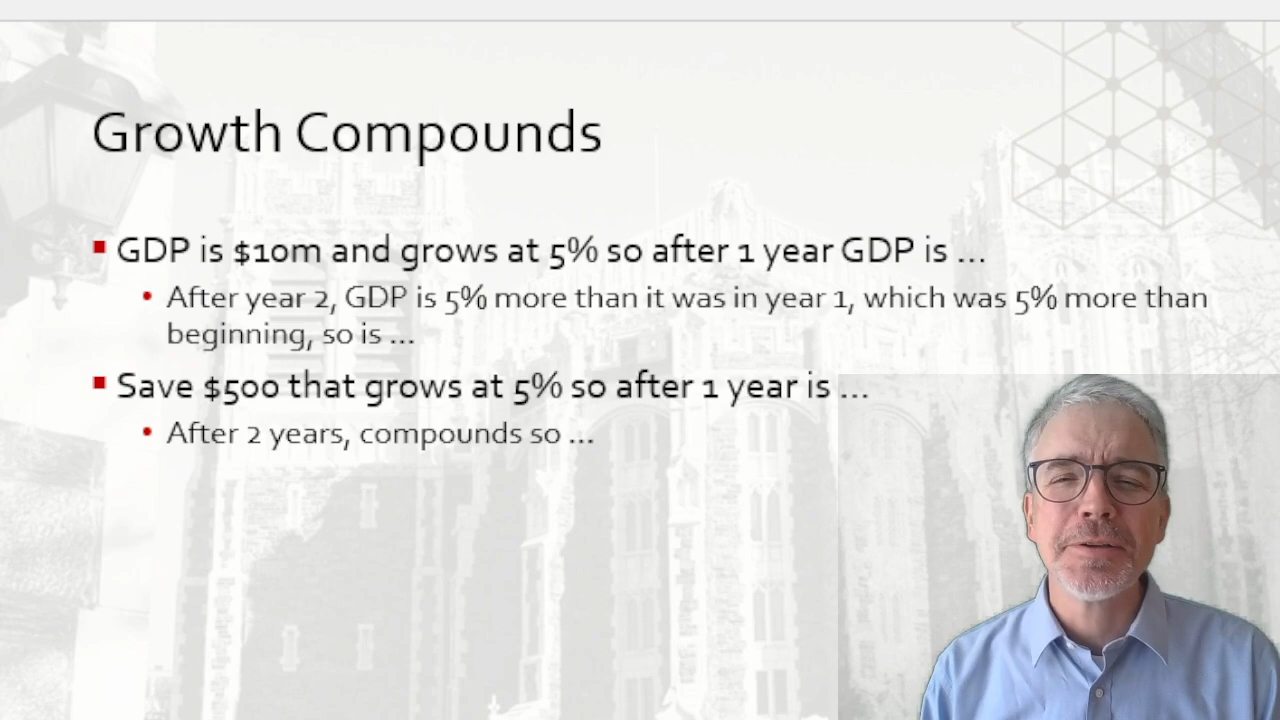 Growth Compounds
▪ GDP is $10m and grows at 5% so after 1 year GDP is …
• After year 2, GDP is 5% more than it was in year 1, which was 5% more than
beginning, so is …
▪ Save $500 that grows at 5% so after 1 year is …
• After 2 years, compounds so …